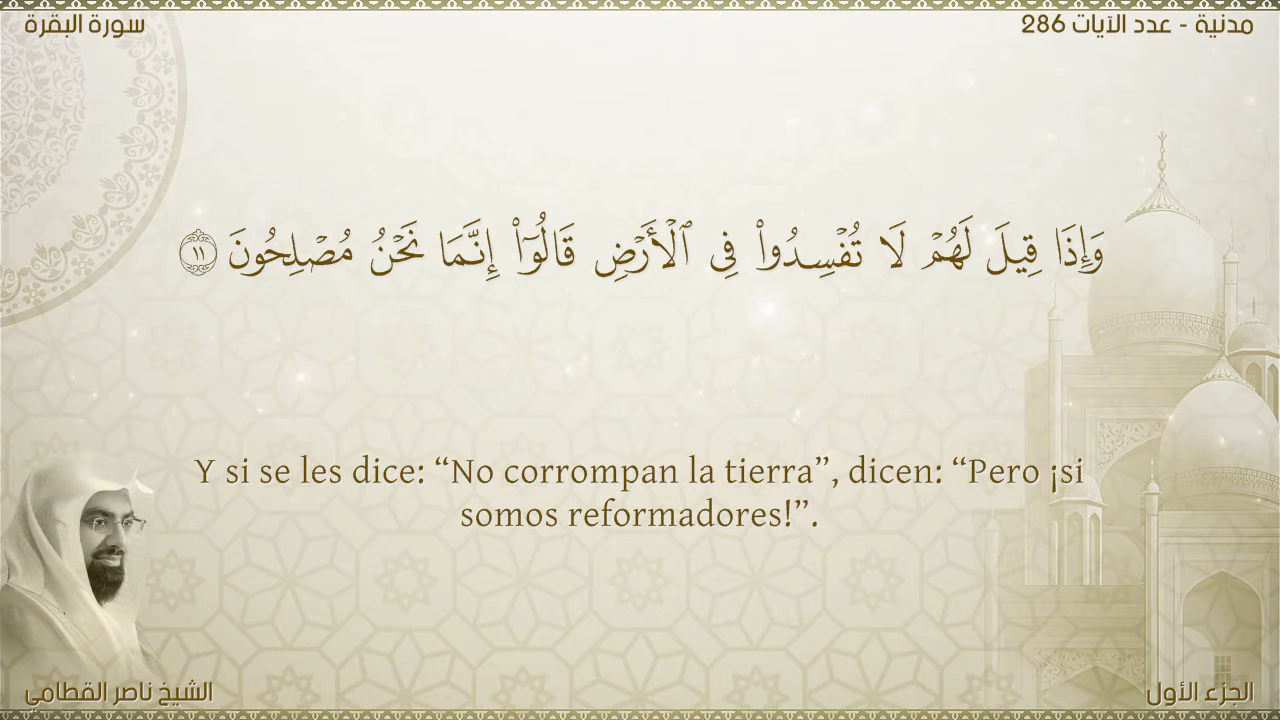 سورة البقرة
مدنية - عدد الآيات 286
وَإِذَا قِيلَ لَهُمۡ لَا تُفۡسِدُواْ فِي ٱلۡأَرۡضِ قَالُوٓاْ إِنَّمَا نَحۡنُ مُصۡلِحُونَ ١١
Y si se les dice: “No corrompan la tierra”, dicen: “Pero ¡si
somos reformadores!”.
الشيخ ناصر القطامي
الجزء الأول